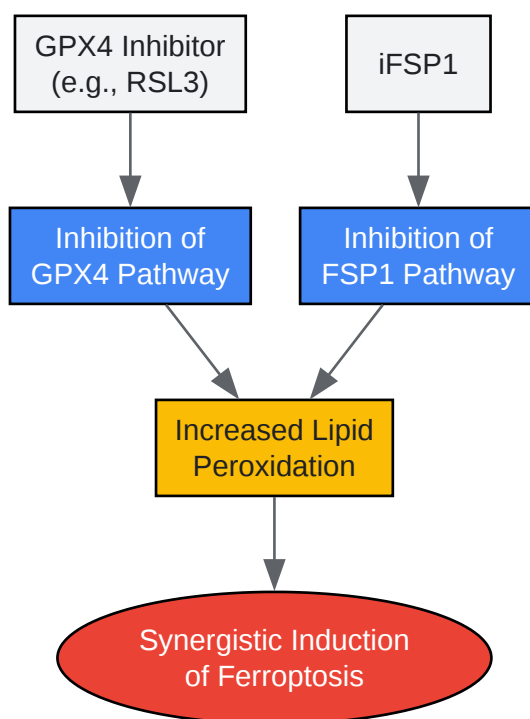 GPX4 Inhibitor
(e.g., RSL3)
iFSP1
Inhibition of
GPX4 Pathway
Inhibition of
FSP1 Pathway
Increased Lipid
Peroxidation
Synergistic Induction
of Ferroptosis